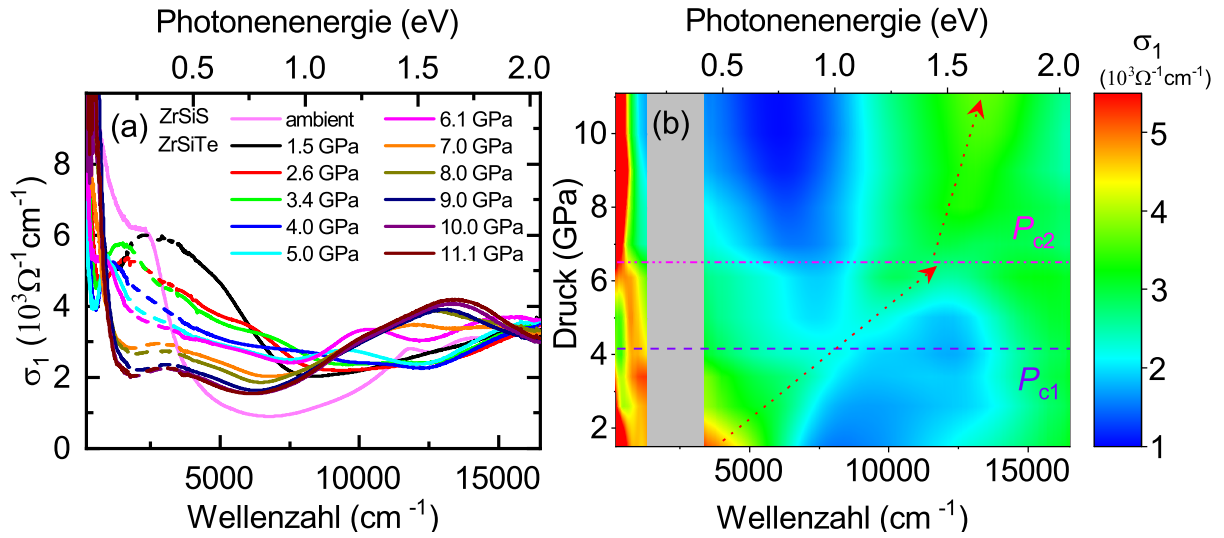 Photonenenergie (eV)
0.5 1.0 1.5 2.0
(a)
ZrSiS
ZrSiTe
ambient
1.5 GPa
2.6 GPa
3.4 GPa
4.0 GPa
5.0 GPa
6.1 GPa
7.0 GPa
8.0 GPa
9.0 GPa
10.0 GPa
11.1 GPa
σ₁ (10³Ω⁻¹cm⁻¹)
8
6
4
2
0
5000 10000 15000
Wellenzahl (cm ⁻¹)
Photonenenergie (eV)
0.5 1.0 1.5 2.0
(b)
Druck (GPa)
10
8
6
4
2
P_c2
P_c1
5000 10000 15000
Wellenzahl (cm ⁻¹)
σ₁
(10³Ω⁻¹cm⁻¹)
5
4
3
2
1